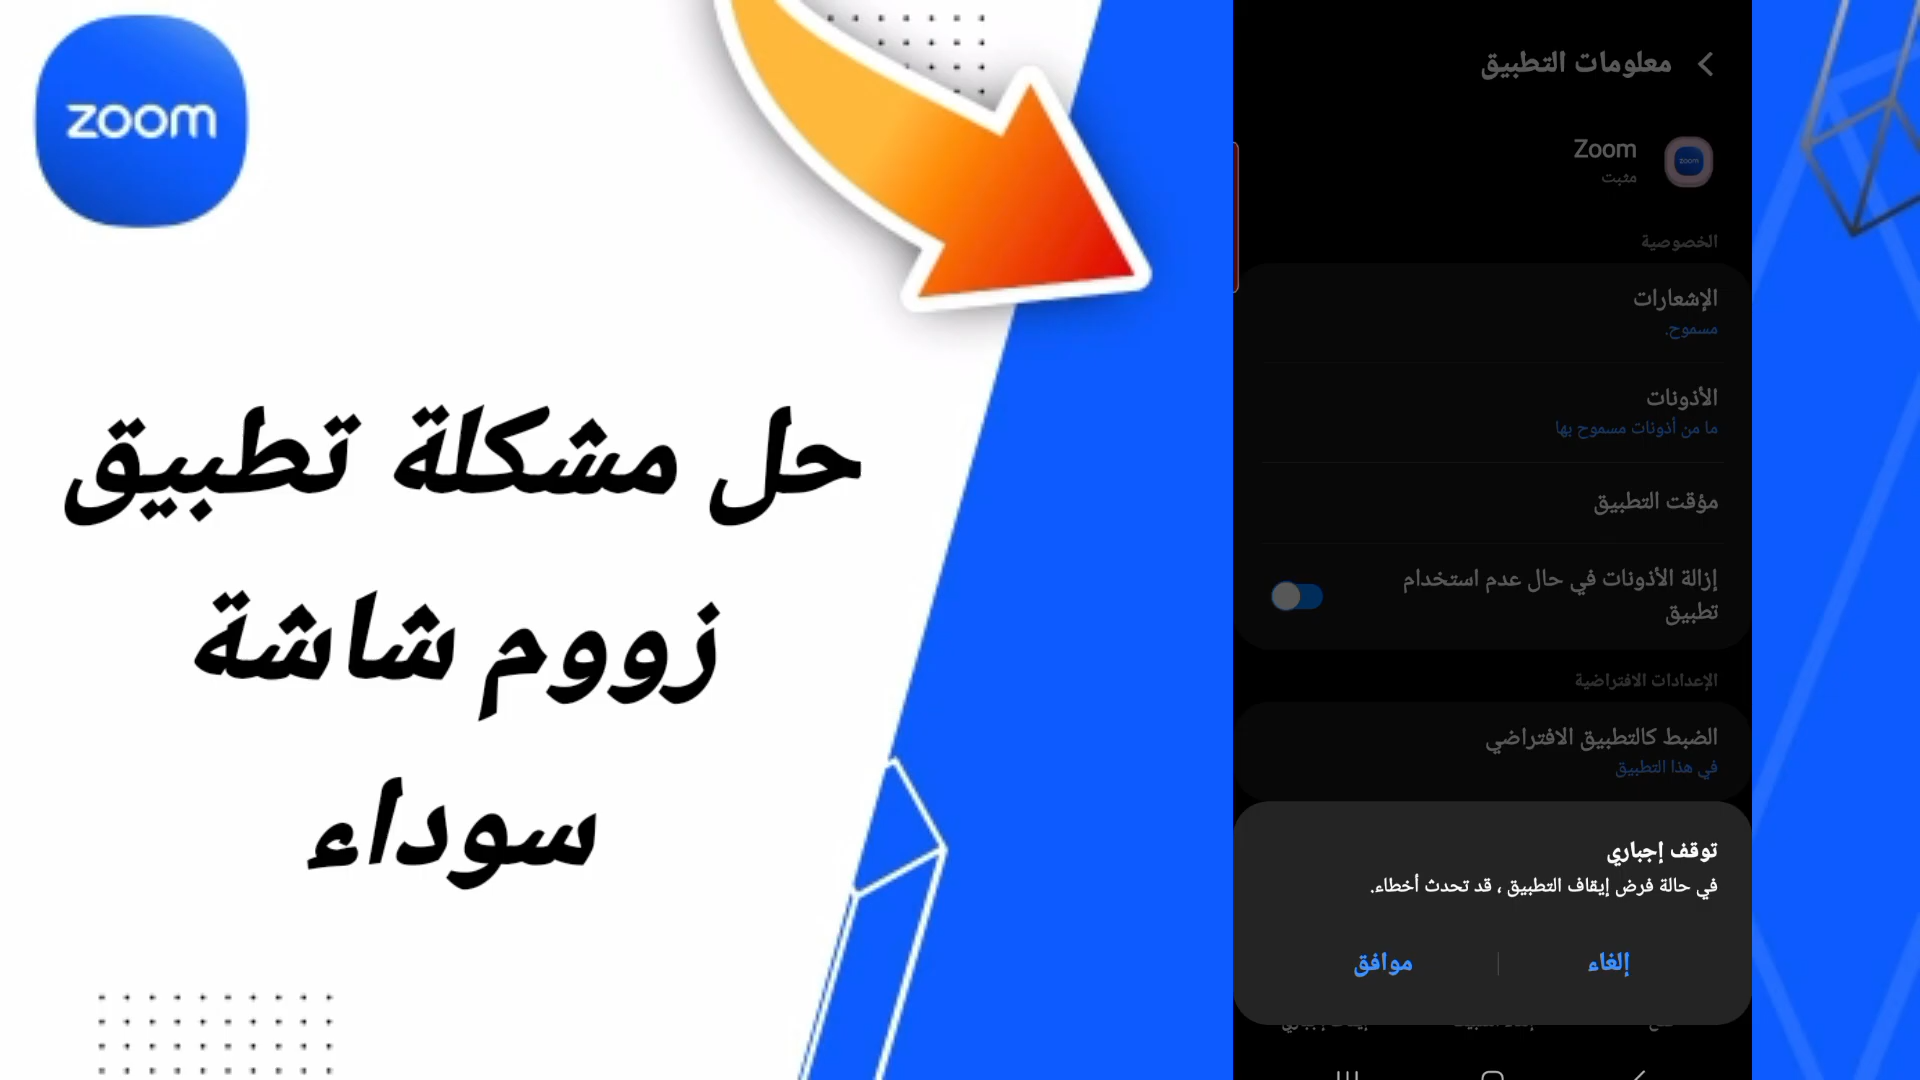 zoom
حل مشكلة تطبيق
زووم شاشة
سوداء
معلومات التطبيق
Zoom
مثبت
zoom
الخصوصية
الإشعارات
مسموح.
الأذونات
ما من أذونات مسموح بها
مؤقت التطبيق
إزالة الأذونات في حال عدم استخدام
تطبيق
الإعدادات الافتراضية
الضبط كالتطبيق الافتراضي
في هذا التطبيق
توقف إجباري
في حالة فرض إيقاف التطبيق ، قد تحدث أخطاء.
إلغاء
موافق